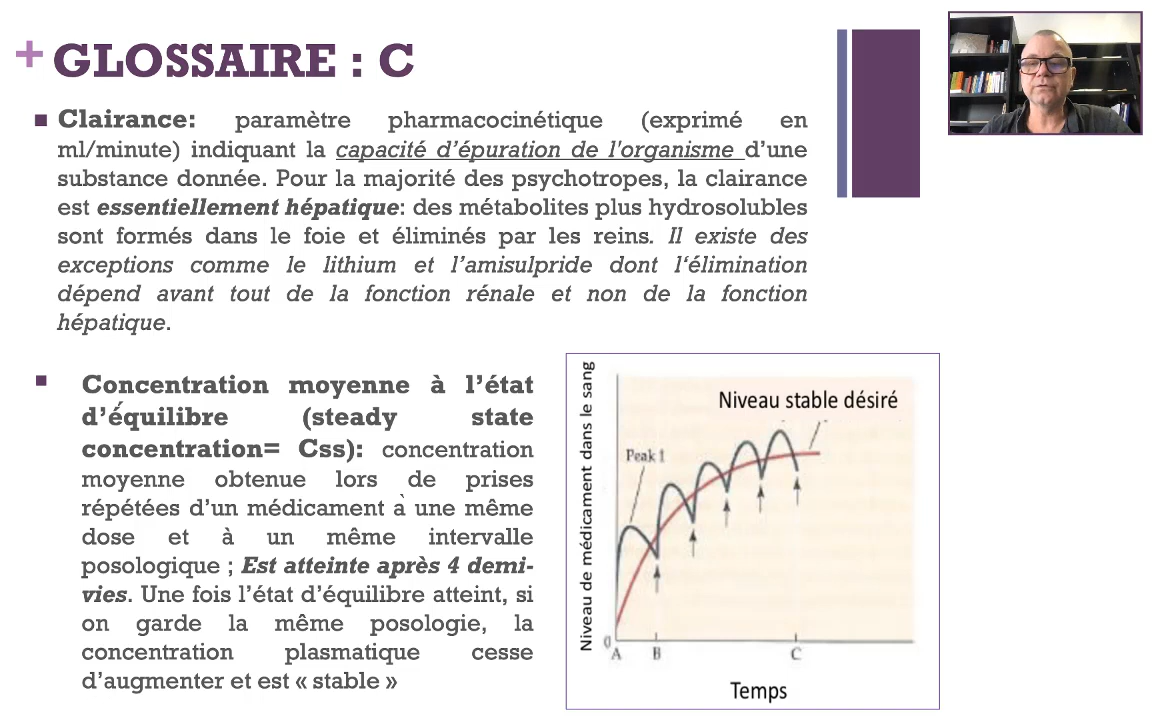 + GLOSSAIRE : C
Clairance: paramètre pharmacocinétique (exprimé en
ml/minute) indiquant la capacité d’épuration de l'organisme d’une
substance donnée. Pour la majorité des psychotropes, la clairance
est essentiellement hépatique: des métabolites plus hydrosolubles
sont formés dans le foie et éliminés par les reins. Il existe des
exceptions comme le lithium et l’amisulpride dont l‘élimination
dépend avant tout de la fonction rénale et non de la fonction
hépatique.
Concentration moyenne à l’état
d’équilibre (steady state
concentration= Css): concentration
moyenne obtenue lors de prises
répétées d’un médicament à une même
dose et à un même intervalle
posologique ; Est atteinte après 4 demi-
vies. Une fois l’état d’équilibre atteint, si
on garde la même posologie, la
concentration plasmatique cesse
d’augmenter et est « stable »
Niveau de médicament dans le sang
Niveau stable désiré
Peak 1
0
A B C
Temps